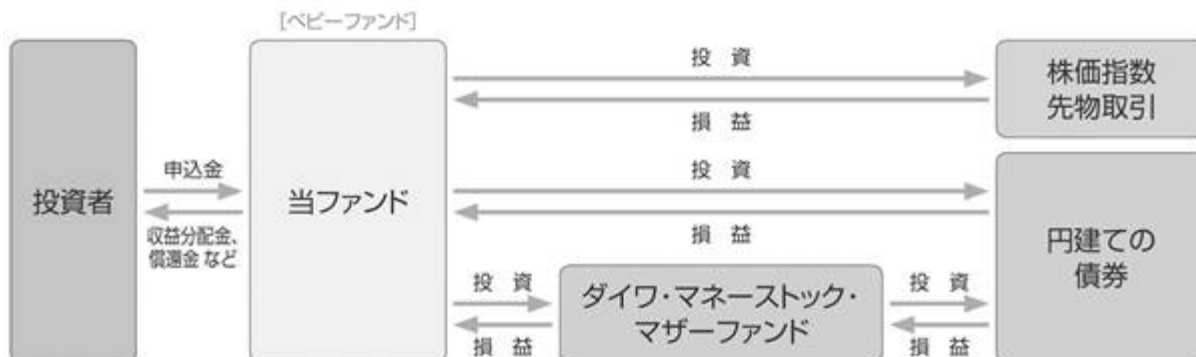 [ベビーファンド]
投資者
申込金
収益分配金、
償還金 など
当ファンド
投 資
損 益
株価指数
先物取引
投 資
損 益
円建ての
債券
投 資
損 益
ダイワ・マネーストック・
マザーファンド
投 資
損 益